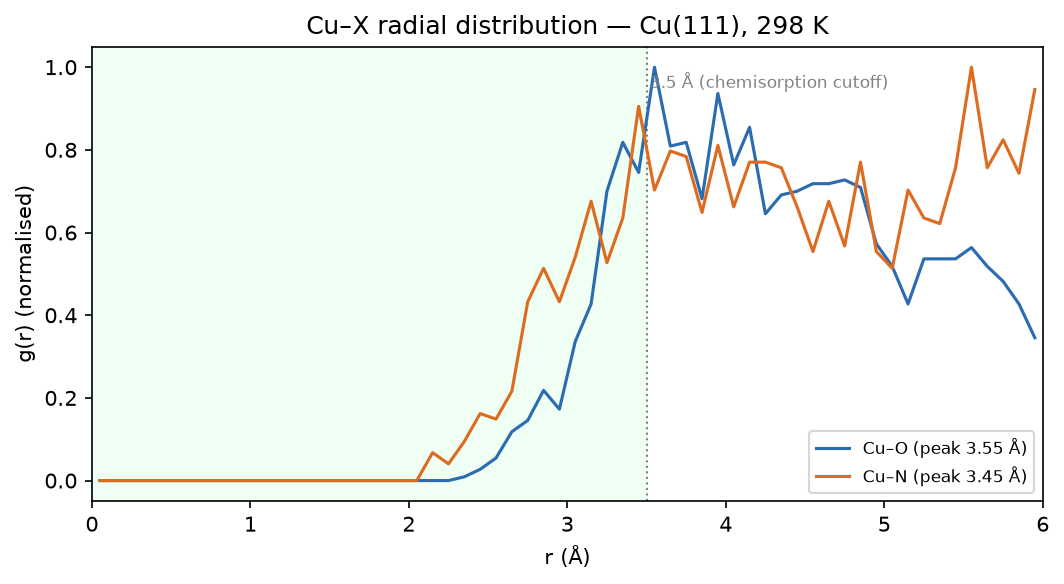 Cu–X radial distribution — Cu(111), 298 K
g(r) (normalised)
1.0
0.8
0.6
0.4
0.2
0.0
.5 Å (chemisorption cutoff)
Cu–O (peak 3.55 Å)
Cu–N (peak 3.45 Å)
0 1 2 3 4 5 6
r (Å)